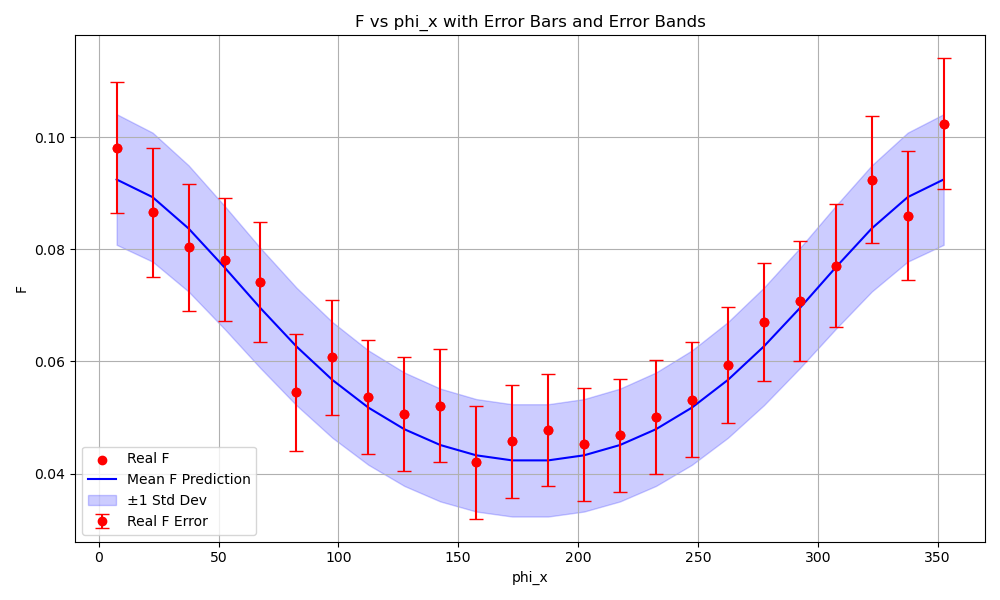 F vs phi_x with Error Bars and Error Bands
0.10
0.08
0.06
0.04
F
Real F
Mean F Prediction
±1 Std Dev
Real F Error
0 50 100 150 200 250 300 350
phi_x